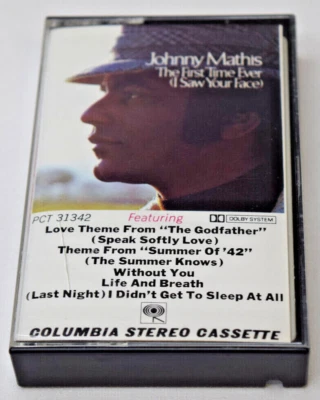 Johnny Mathis
The First Time Ever
(I Saw Your Face)
PCT 31342 Featuring DOLBY SYSTEM
Love Theme From "The Godfather"
(Speak Softly Love)
Theme From "Summer Of '42"
(The Summer Knows)
Without You
Life And Breath
(Last Night) I Didn't Get To Sleep At All
COLUMBIA STEREO CASSETTE